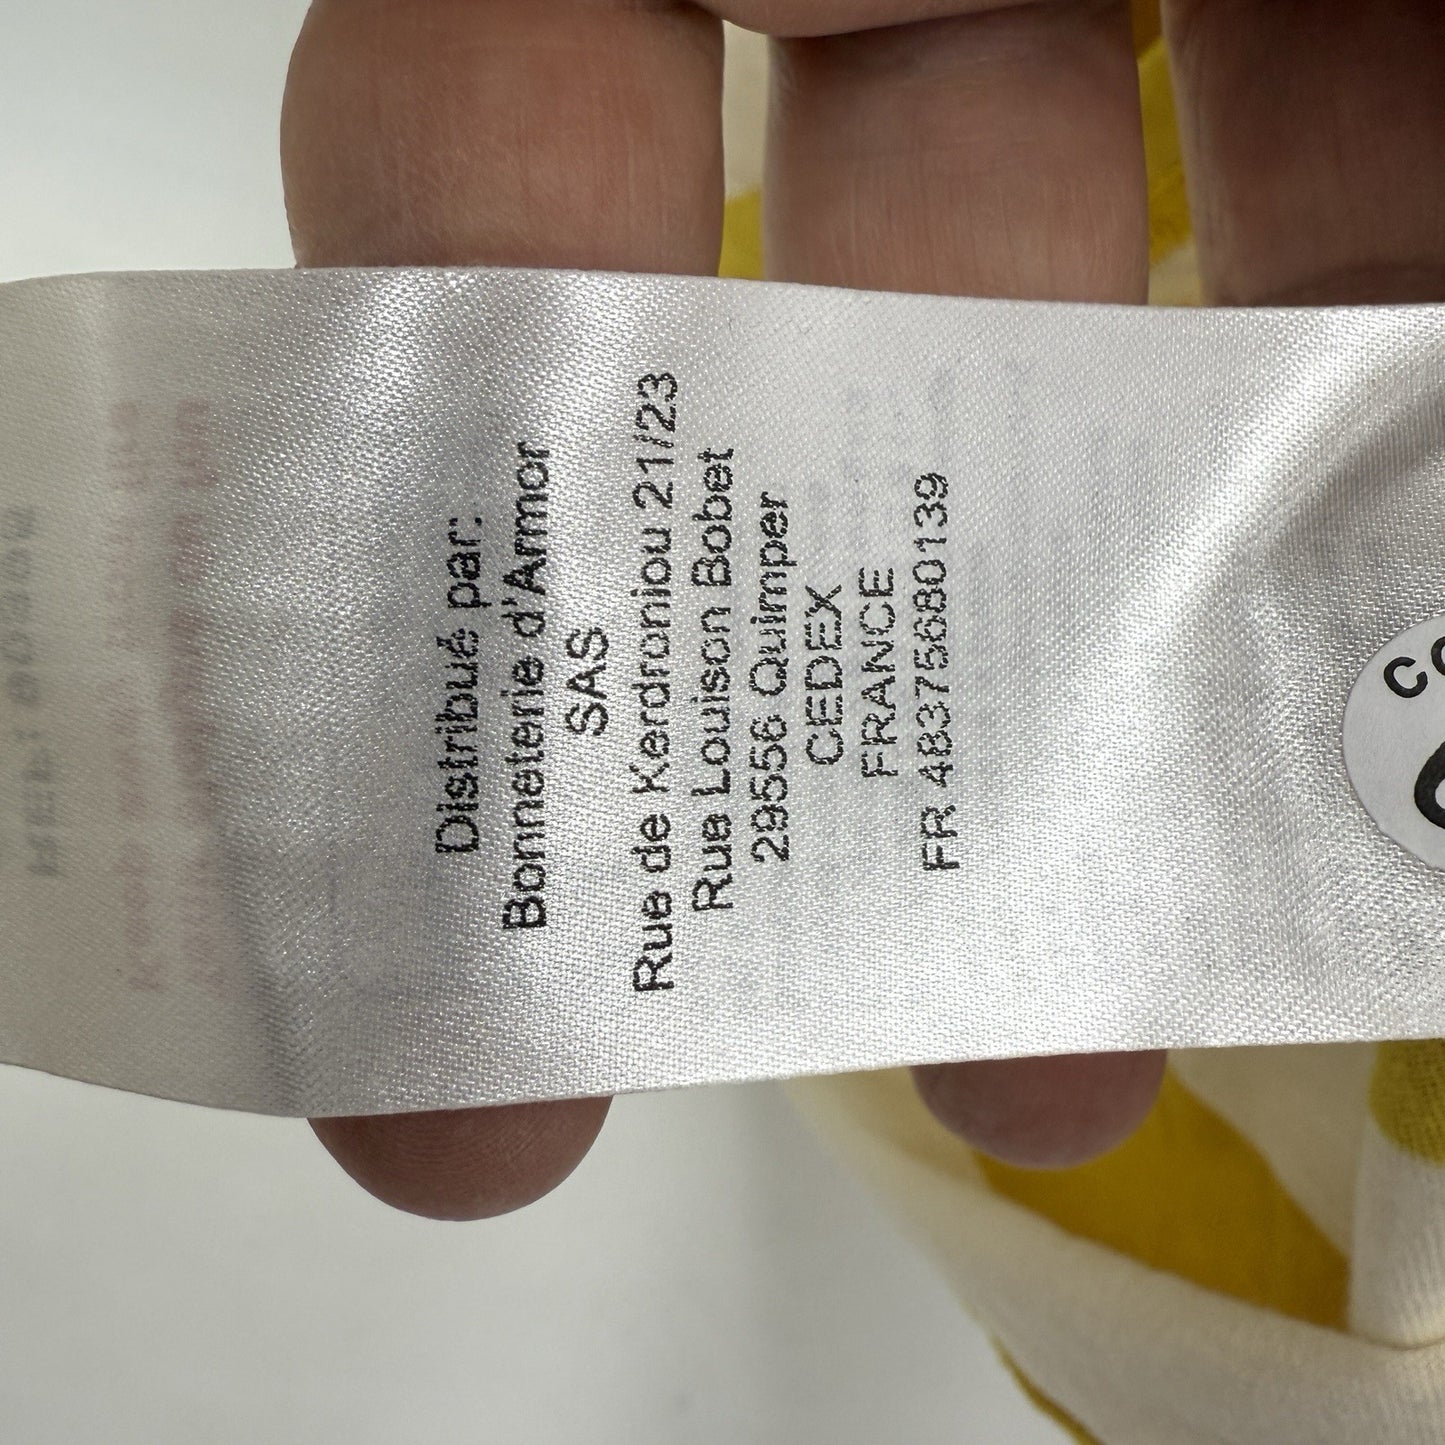 Distribué par:
Bonneterie d'Armor
SAS
Rue de Kerdroniou 21/23
Rue Louison Bobet
29556 Quimper
CEDEX
FRANCE
FR 48375680139